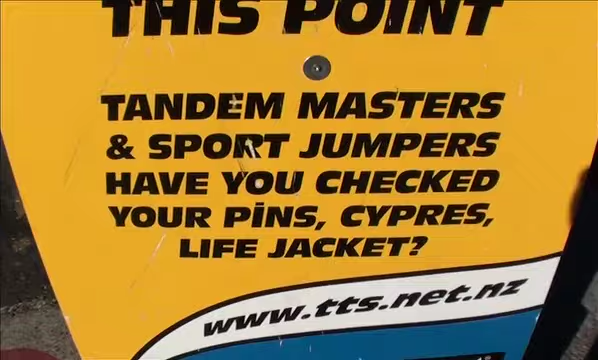 THIS POINT
TANDEM MASTERS
& SPORT JUMPERS
HAVE YOU CHECKED
YOUR PiNS, CYPRES,
LIFE JACKET?
www.tts.net.nz